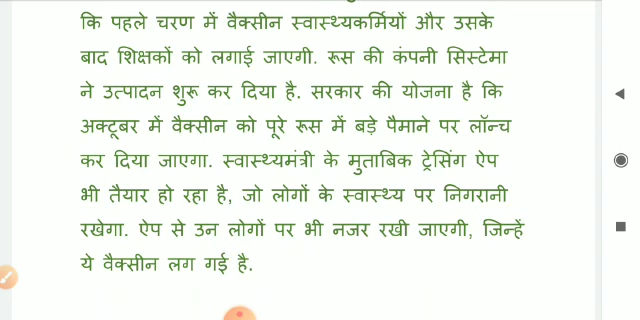 कि पहले चरण में वैक्सीन स्वास्थ्यकर्मियों और उसके
बाद शिक्षकों को लगाई जाएगी. रूस की कंपनी सिस्टेमा
ने उत्पादन शुरू कर दिया है. सरकार की योजना है कि
अक्टूबर में वैक्सीन को पूरे रूस में बड़े पैमाने पर लॉन्च
कर दिया जाएगा. स्वास्थ्यमंत्री के मुताबिक ट्रेसिंग ऐप
भी तैयार हो रहा है, जो लोगों के स्वास्थ्य पर निगरानी
रखेगा. ऐप से उन लोगों पर भी नजर रखी जाएगी, जिन्हें
ये वैक्सीन लग गई है.